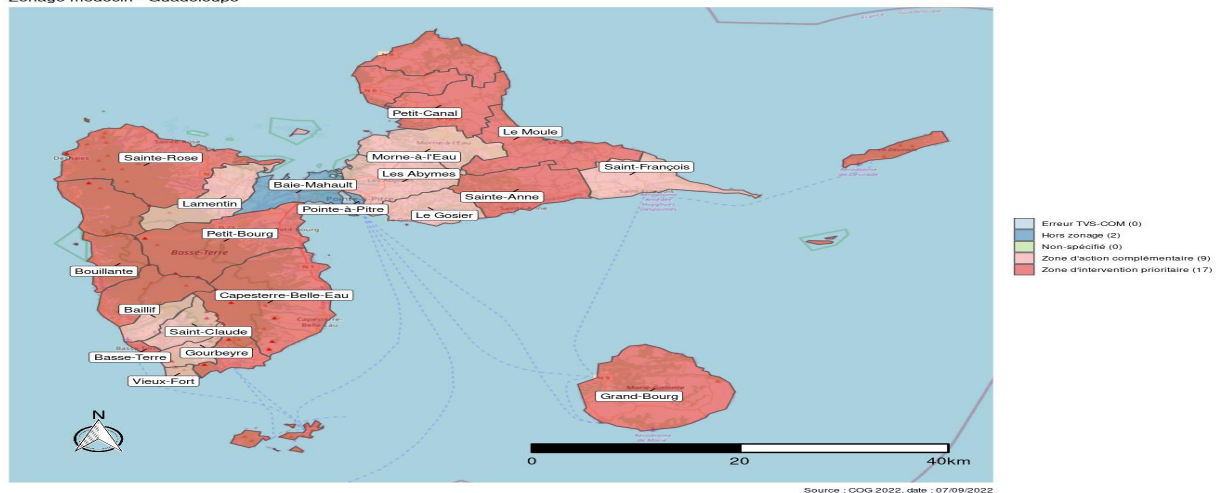 Zonage médecin - Guadeloupe
Petit-Canal
Le Moule
Sainte-Rose
Morne-à-l'Eau
Saint-François
Les Abymes
Baie-Mahault
Lamentin
Sainte-Anne
Pointe-à-Pitre
Le Gosier
Petit-Bourg
Basse-Terre
Bouillante
Capesterre-Belle-Eau
Baillif
Saint-Claude
Basse-Terre
Gourbeyre
Vieux-Fort
Grand-Bourg
N
0
20
40km
Erreur TVS-COM (0)
Hors zonage (2)
Non-spécifié (0)
Zone d'action complémentaire (9)
Zone d'intervention prioritaire (17)
Source : COG 2022, date : 07/09/2022